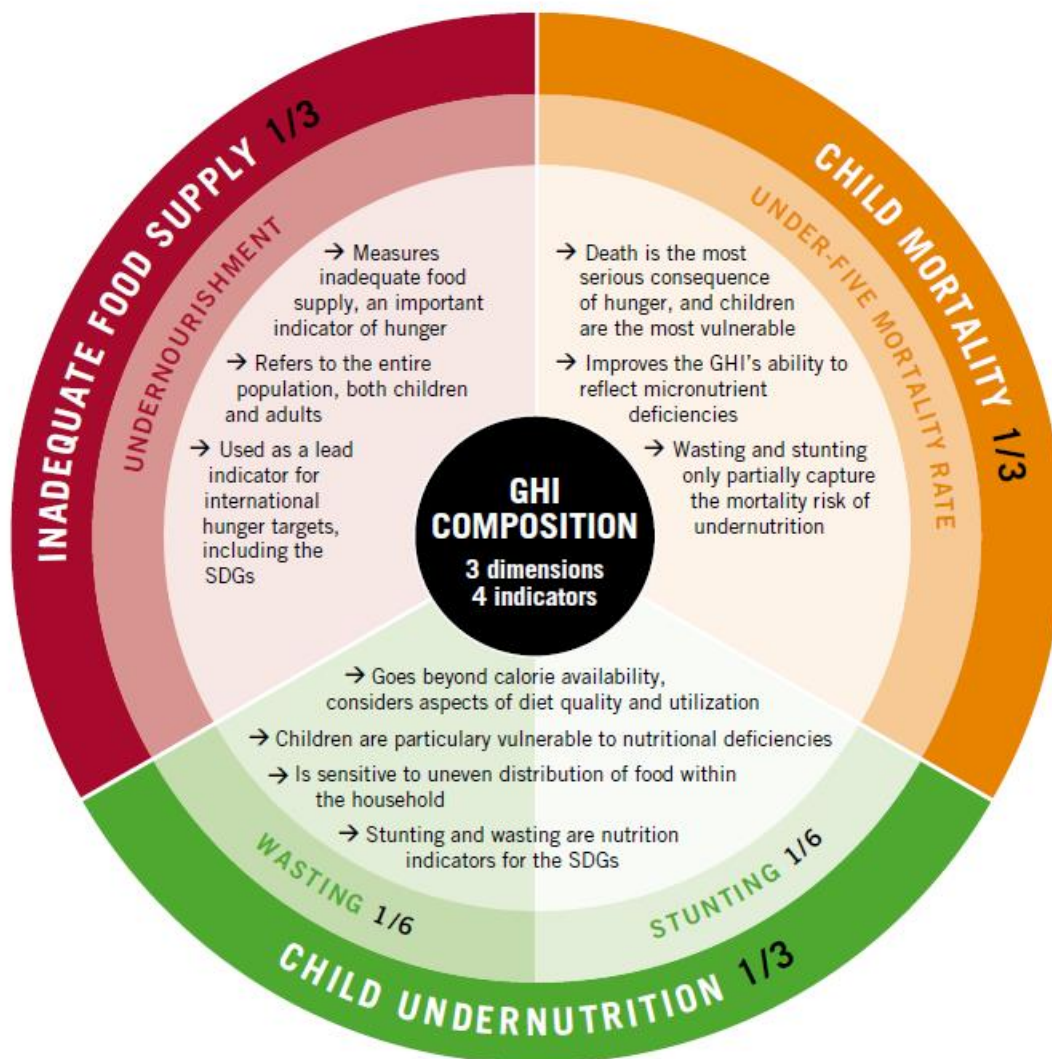 INADEQUATE FOOD SUPPLY 1/3
UNDERNOURISHMENT
→ Measures
inadequate food
supply, an important
indicator of hunger
→ Refers to the entire
population, both children
and adults
→ Used as a lead
indicator for
international
hunger targets,
including the
SDGs
CHILD MORTALITY 1/3
UNDER-FIVE MORTALITY RATE
→ Death is the most
serious consequence
of hunger, and children
are the most vulnerable
→ Improves the GHI’s ability to
reflect micronutrient
deficiencies
→ Wasting and stunting
only partially capture
the mortality risk of
undernutrition
GHI
COMPOSITION
3 dimensions
4 indicators
→ Goes beyond calorie availability,
considers aspects of diet quality and utilization
→ Children are particulary vulnerable to nutritional deficiencies
→ Is sensitive to uneven distribution of food within
the household
→ Stunting and wasting are nutrition
indicators for the SDGs
WASTING 1/6
STUNTING 1/6
CHILD UNDERNUTRITION 1/3